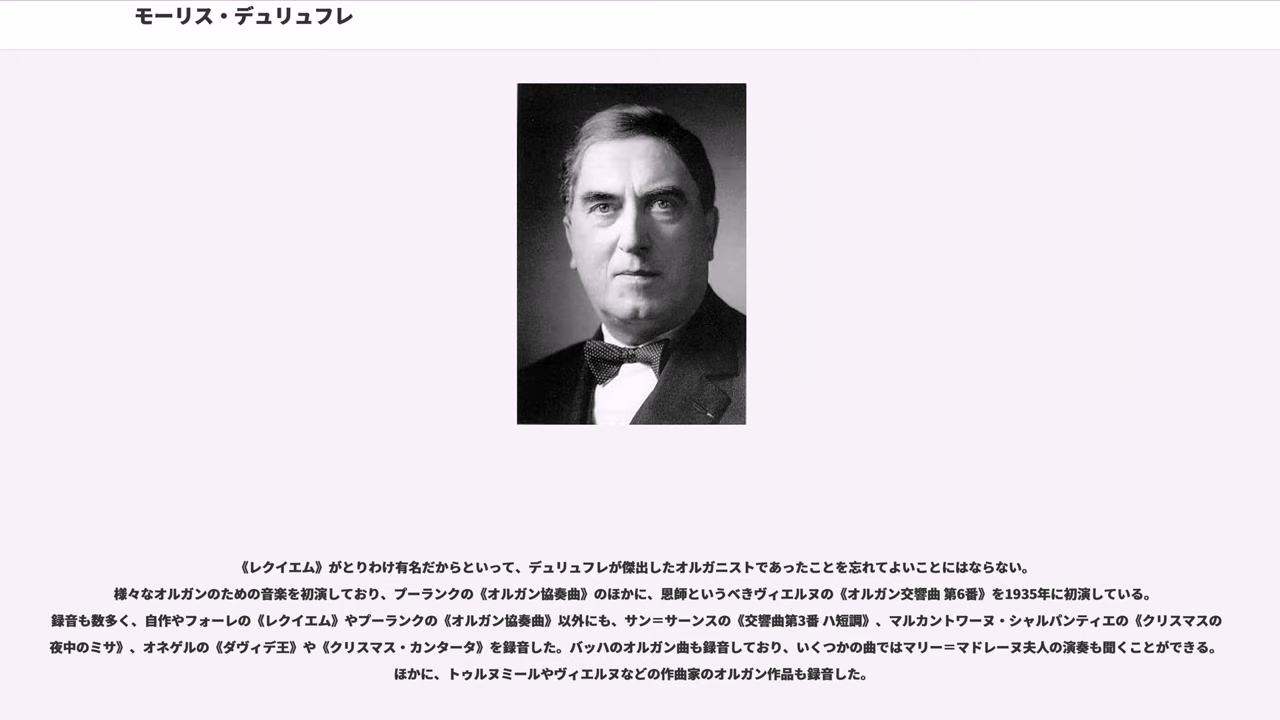 モーリス・デュリュフレ
《レクイエム》がとりわけ有名だからといって、デュリュフレが傑出したオルガニストであったことを忘れてよいことにはならない。
様々なオルガンのための音楽を初演しており、プーランクの《オルガン協奏曲》のほかに、恩師というべきヴィエルヌの《オルガン交響曲 第6番》を1935年に初演している。
録音も数多く、自作やフォーレの《レクイエム》やプーランクの《オルガン協奏曲》以外にも、サン＝サーンスの《交響曲第3番 ハ短調》、マルカントワーヌ・シャルパンティエの《クリスマスの
夜中のミサ》、オネゲルの《ダヴィデ王》や《クリスマス・カンタータ》を録音した。バッハのオルガン曲も録音しており、いくつかの曲ではマリー＝マドレーヌ夫人の演奏も聞くことができる。
ほかに、トゥルヌミールやヴィエルヌなどの作曲家のオルガン作品も録音した。